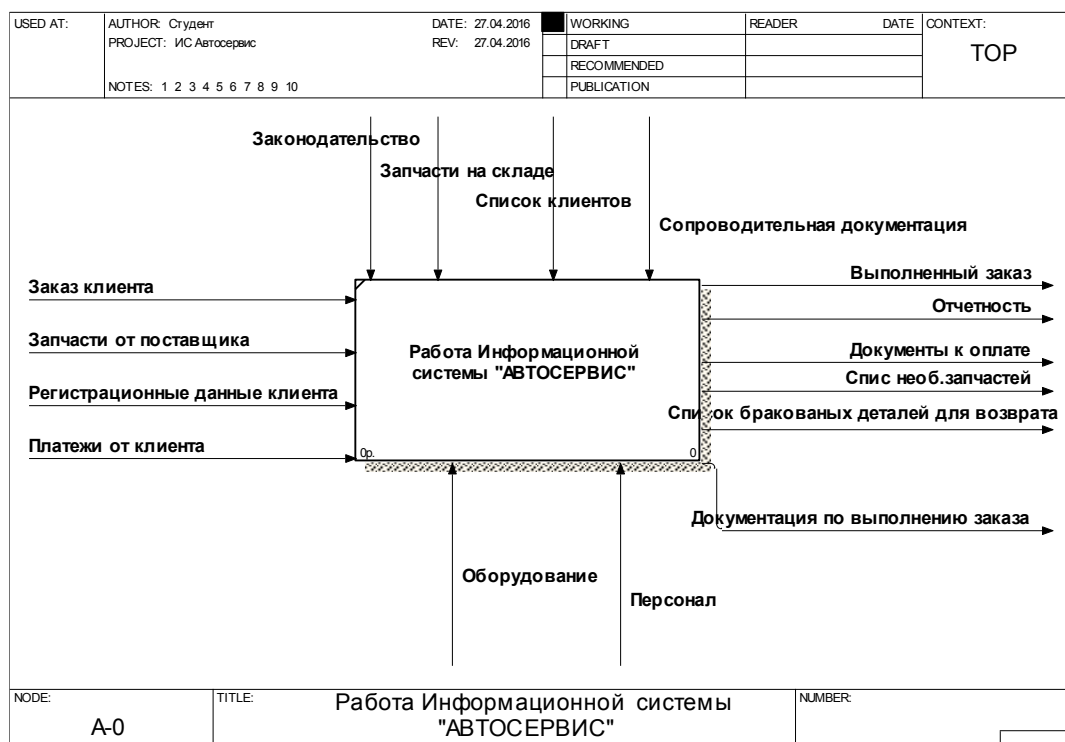 USED AT:
AUTHOR: Студент
DATE: 27.04.2016
WORKING
READER
DATE
CONTEXT:
PROJECT: ИС Автосервис
REV: 27.04.2016
DRAFT
TOP
RECOMMENDED
NOTES: 1 2 3 4 5 6 7 8 9 10
PUBLICATION
Законодательство
Запчасти на складе
Список клиентов
Сопроводительная документация
Заказ клиента
Запчасти от поставщика
Регистрационные данные клиента
Платежи от клиента
Работа Информационной
системы "АВТОСЕРВИС"
0р.
0
Выполненный заказ
Отчетность
Документы к оплате
Спис необ.запчастей
Список бракованых деталей для возврата
Документация по выполнению заказа
Оборудование
Персонал
NODE:
A-0
TITLE:
Работа Информационной системы
"АВТОСЕРВИС"
NUMBER: